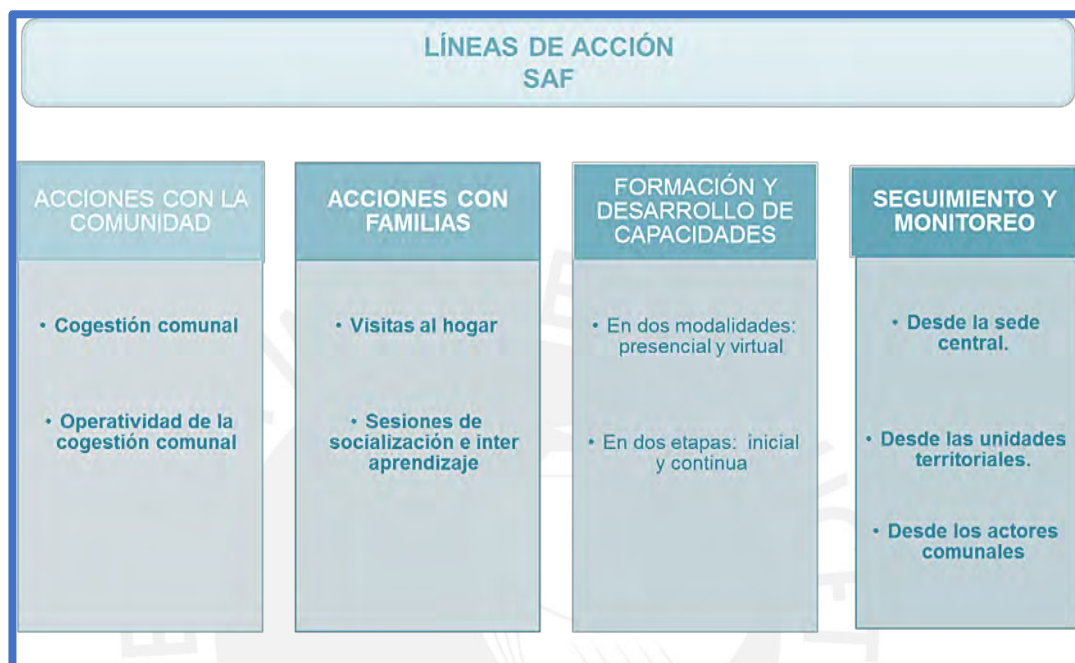 LÍNEAS DE ACCIÓN
SAF
ACCIONES CON LA
COMUNIDAD
• Cogestión comunal
• Operatividad de la
cogestión comunal
ACCIONES CON
FAMILIAS
• Visitas al hogar
• Sesiones de
socialización e inter
aprendizaje
FORMACIÓN Y
DESARROLLO DE
CAPACIDADES
• En dos modalidades:
presencial y virtual
• En dos etapas: inicial
y continua
SEGUIMIENTO Y
MONITOREO
• Desde la sede
central.
• Desde las unidades
territoriales.
• Desde los actores
comunales